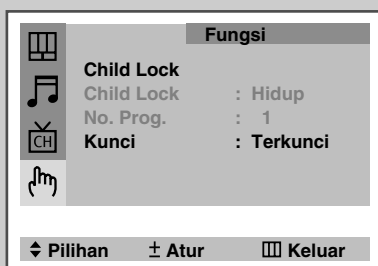 Fungsi
Child Lock
Child Lock : Hidup
No. Prog. : 1
CH Kunci : Terkunci
Pilihan ± Atur Keluar